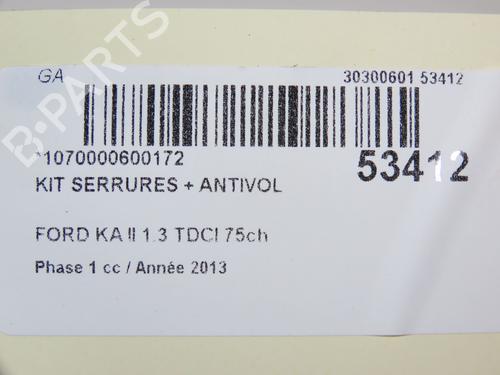 B-PARTS
GA
30300601 53412
*1070000600172
53412
KIT SERRURES + ANTIVOL
FORD KA II 1.3 TDCI 75ch
Phase 1 cc / Année 2013